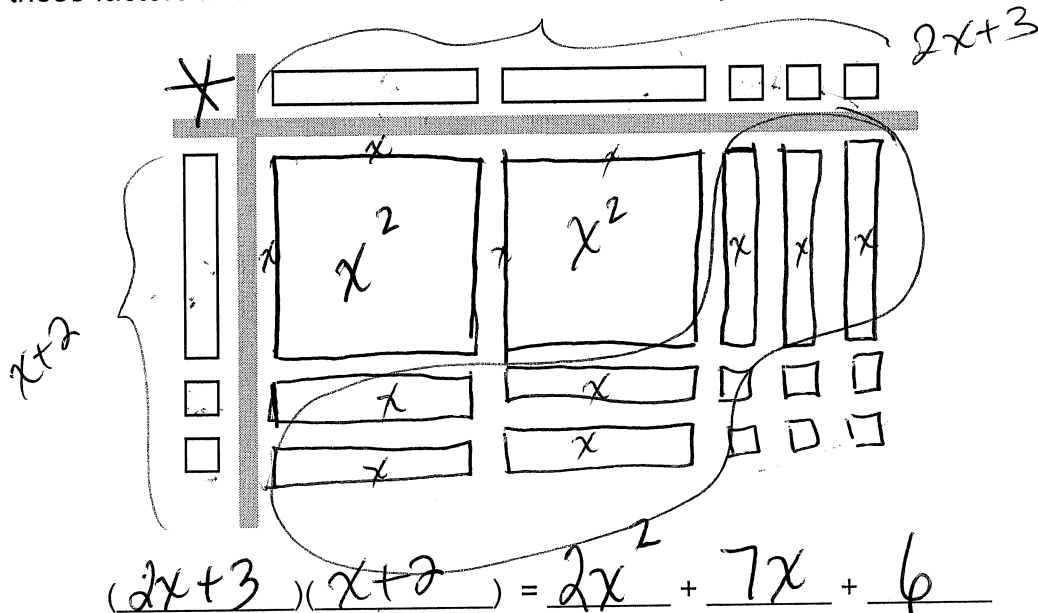 2x+3
x
x x
x x² x x² x x x
x+2
x x
x x
(2x+3)(x+2) = 2x² + 7x + 6